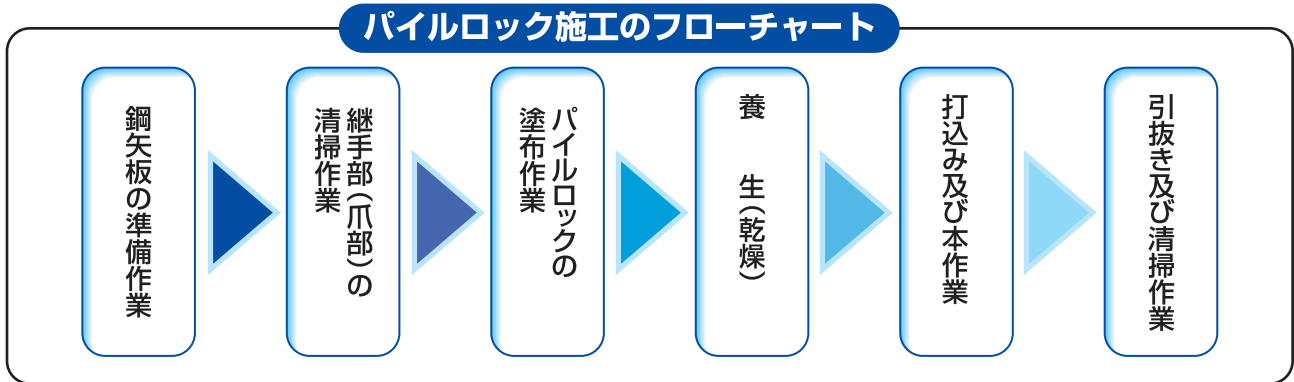 パイルロック施工のフローチャート
鋼矢板の準備作業
継手部(爪部)の
清掃作業
パイルロックの
塗布作業
養　生(乾燥)
打込み及び本作業
引抜き及び清掃作業